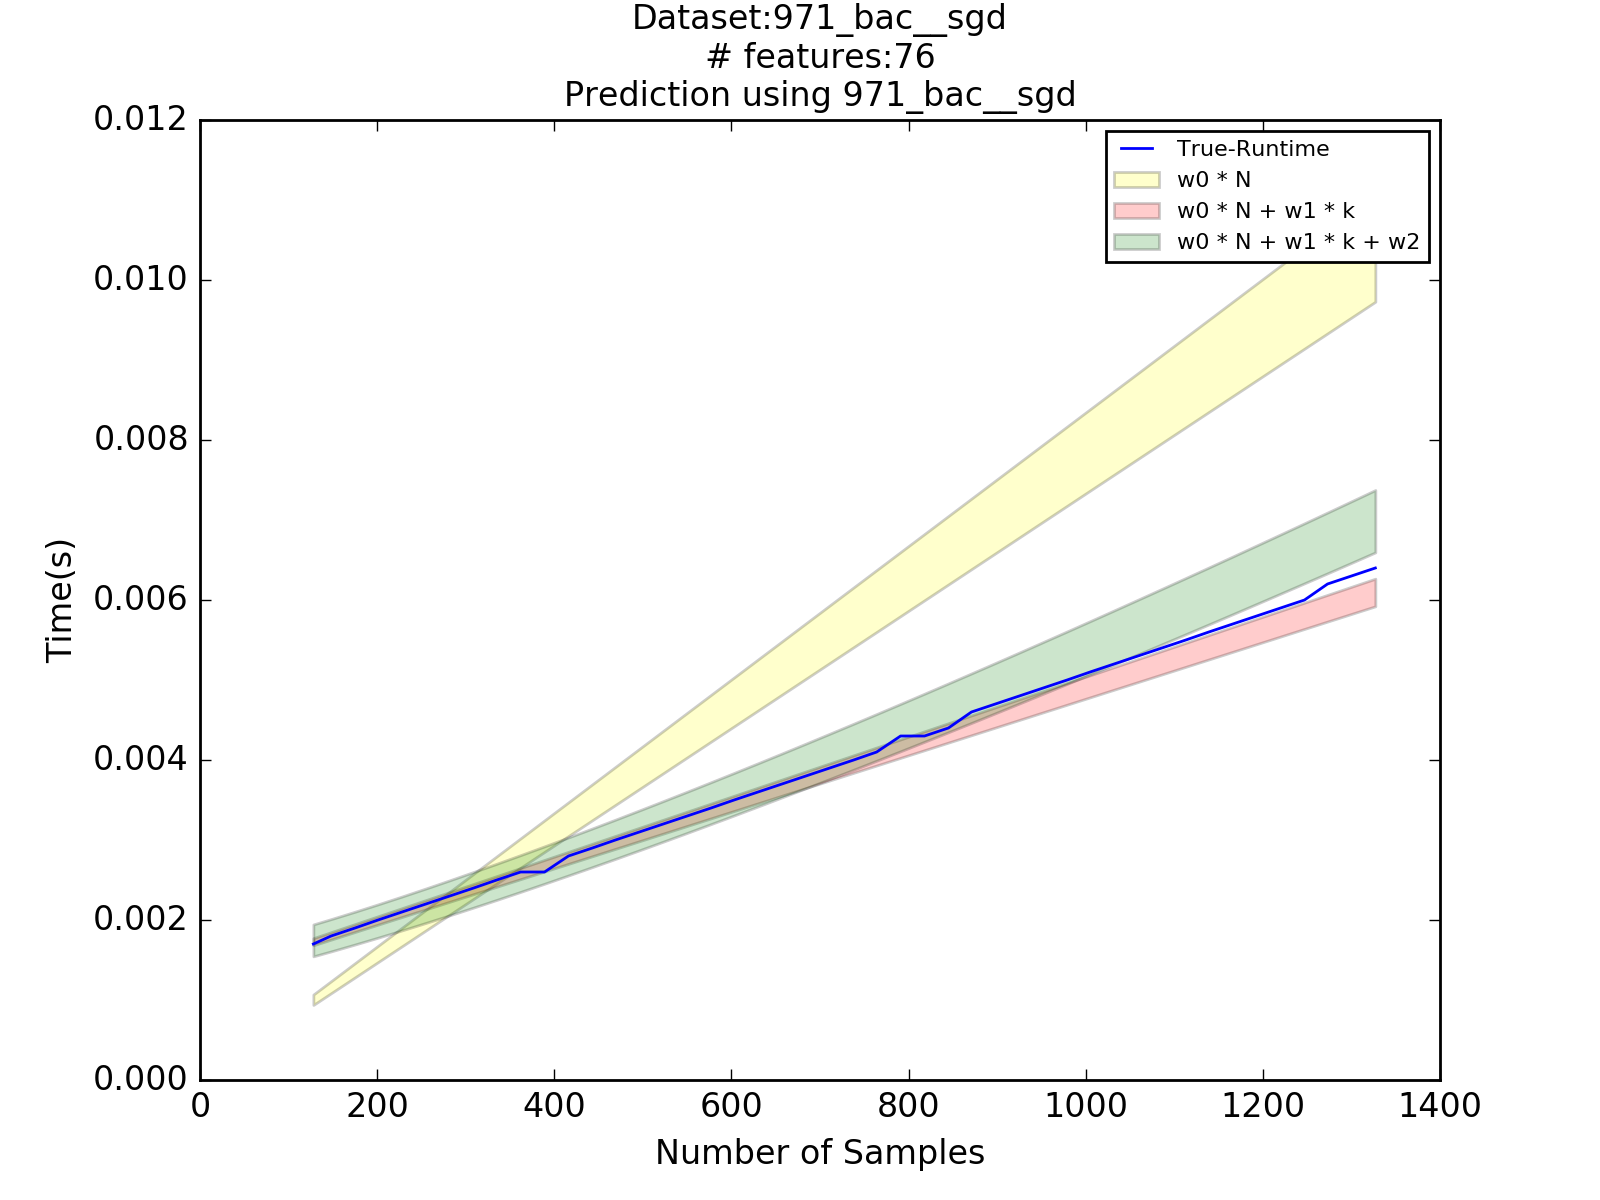 Dataset:971_bac__sgd
# features:76
Prediction using 971_bac__sgd
0.012
0.010
0.008
0.006
0.004
0.002
0.000
Time(s)
True-Runtime
w0 * N
w0 * N + w1 * k
w0 * N + w1 * k + w2
0 200 400 600 800 1000 1200 1400
Number of Samples